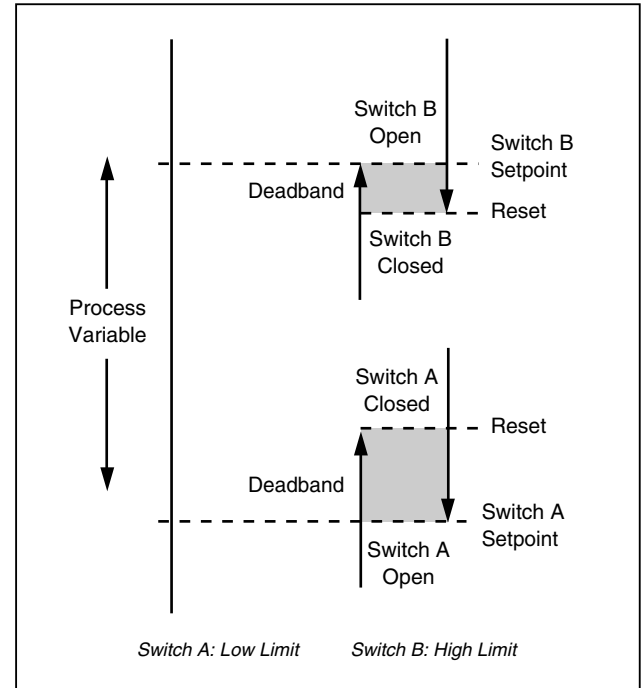 Switch B
Open
Switch B
Setpoint
Deadband
Reset
Switch B
Closed
Process
Variable
Switch A
Closed
Reset
Deadband
Switch A
Setpoint
Switch A
Open
Switch A: Low Limit
Switch B: High Limit